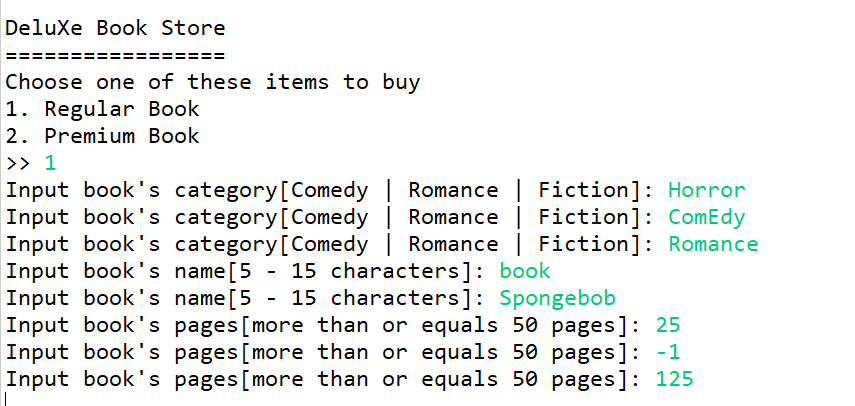 DeluXe Book Store
=================
Choose one of these items to buy
1. Regular Book
2. Premium Book
>> 1
Input book's category[Comedy | Romance | Fiction]: Horror
Input book's category[Comedy | Romance | Fiction]: ComEdy
Input book's category[Comedy | Romance | Fiction]: Romance
Input book's name[5 - 15 characters]: book
Input book's name[5 - 15 characters]: Spongebob
Input book's pages[more than or equals 50 pages]: 25
Input book's pages[more than or equals 50 pages]: -1
Input book's pages[more than or equals 50 pages]: 125